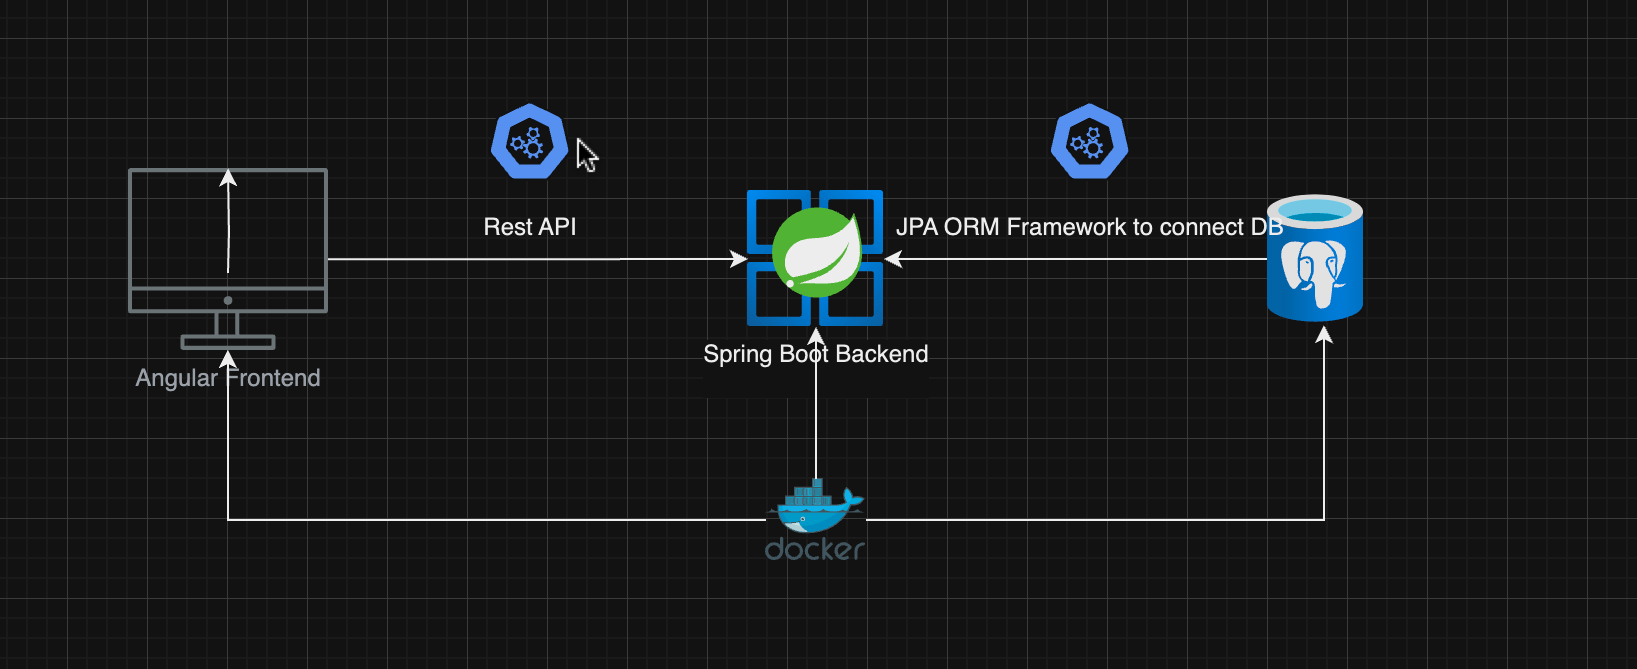 Rest API
JPA ORM Framework to connect DB
Spring Boot Backend
Angular Frontend
docker